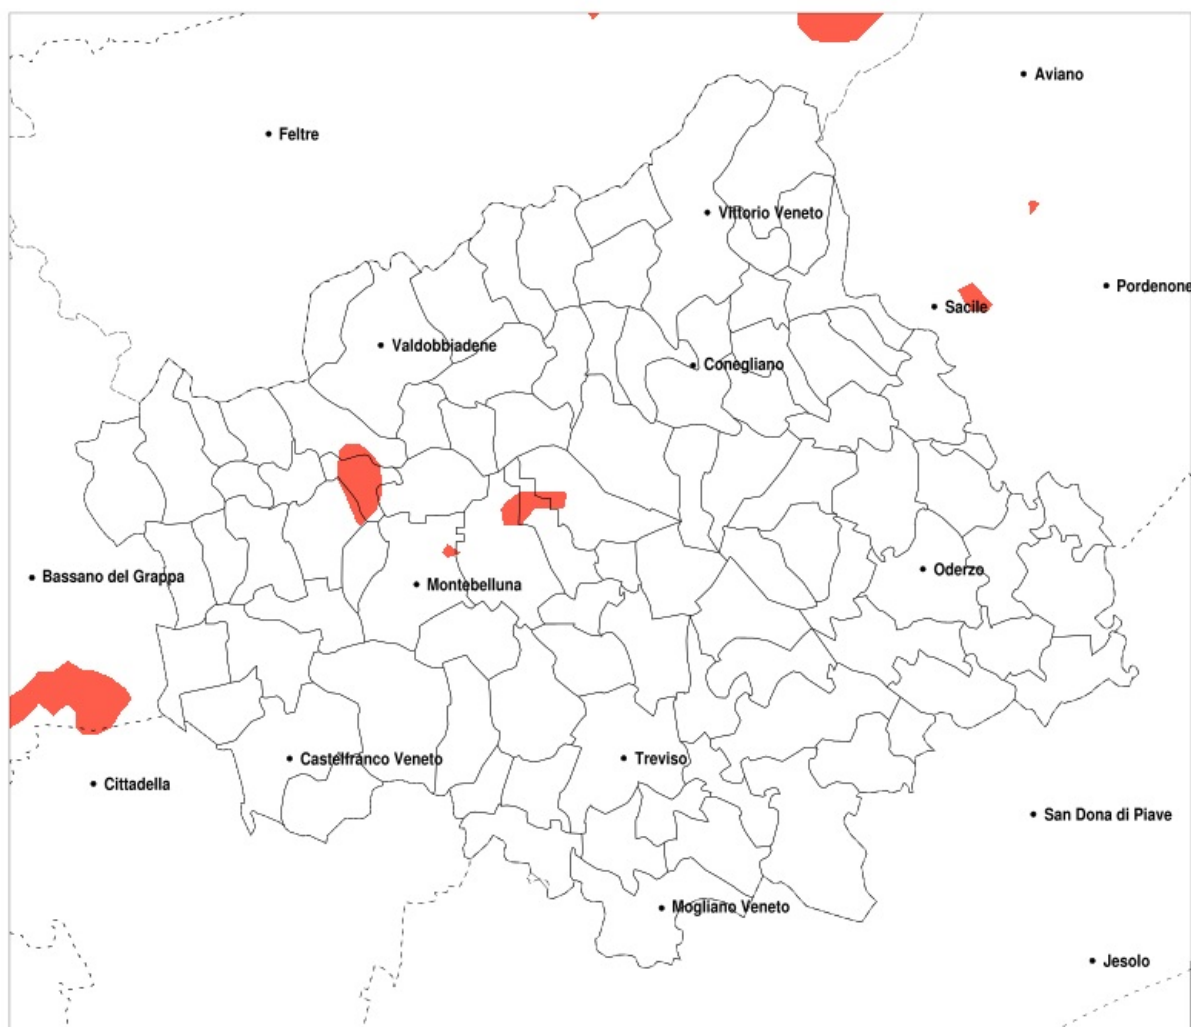 Aviano
Feltre
Vittorio Veneto
Pordenone
Sacile
Valdobbiadene
Conegliano
Oderzo
Bassano del Grappa
Montebelluna
Castelfranco Veneto
Treviso
Cittadella
San Dona di Piave
Mogliano Veneto
Jesolo